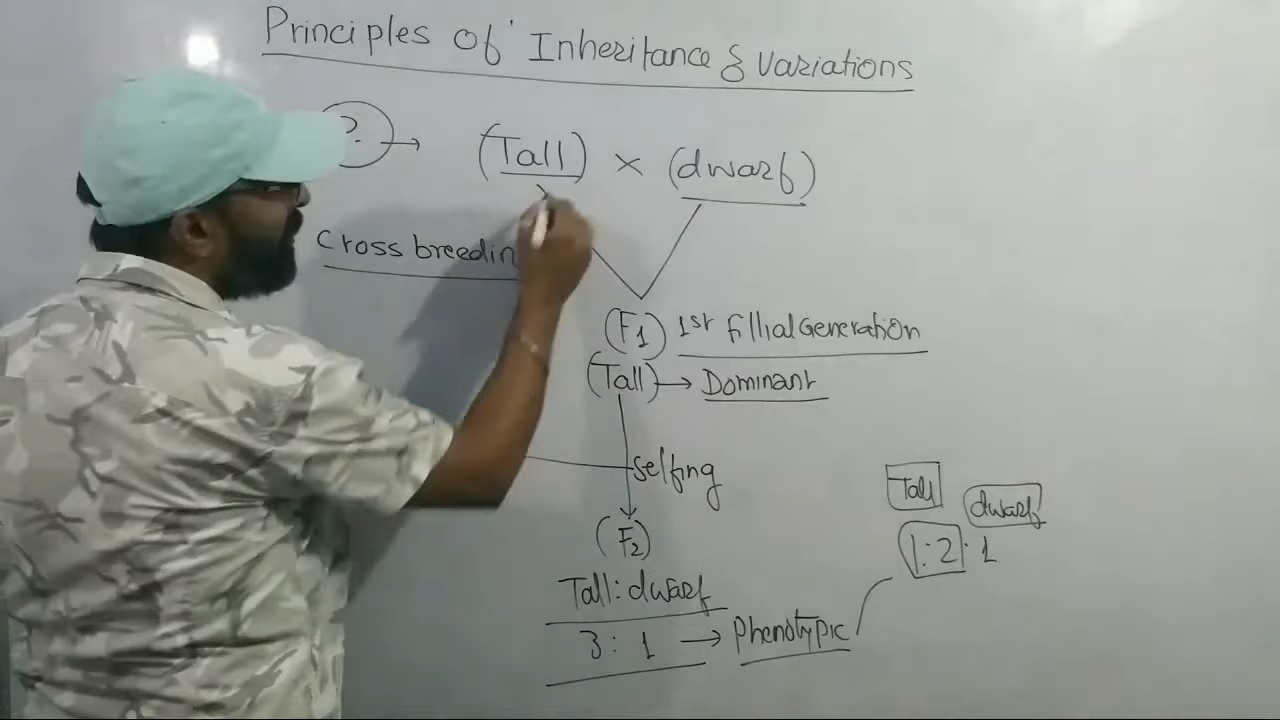 Principles of Inheritance & variations
? → (Tall) × (dwarf)
Cross breedin
(F1) 1st fillial Generation
(Tall) → Dominant
selfing
(F2)
Tall dwarf
1:2:1
Tall: dwarf
3: 1 → Phenotypic